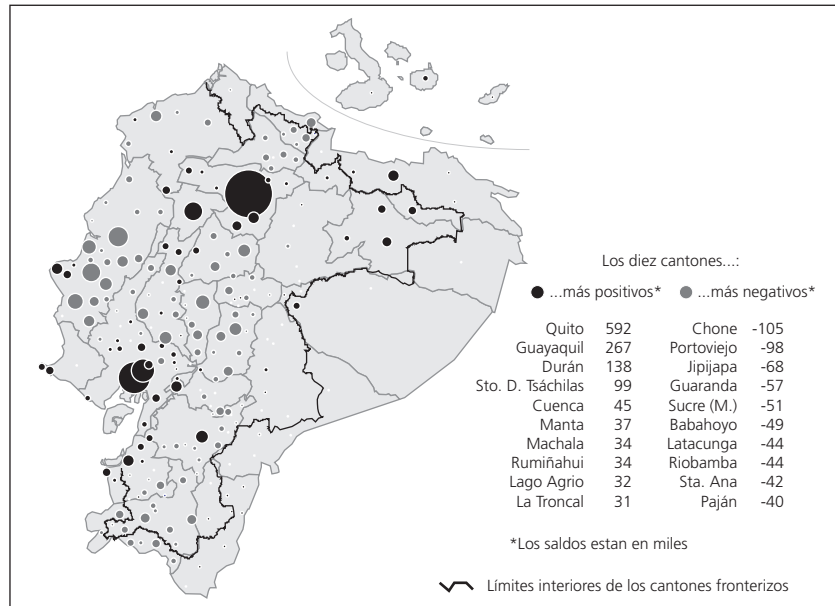 Los diez cantones...:
...más positivos* ...más negativos*
Quito 592 Chone -105
Guayaquil 267 Portoviejo -98
Durán 138 Jipijapa -68
Sto. D. Tsáchilas 99 Guaranda -57
Cuenca 45 Sucre (M.) -51
Manta 37 Babahoyo -49
Machala 34 Latacunga -44
Rumiñahui 34 Riobamba -44
Lago Agrio 32 Sta. Ana -42
La Troncal 31 Paján -40
*Los saldos estan en miles
Límites interiores de los cantones fronterizos